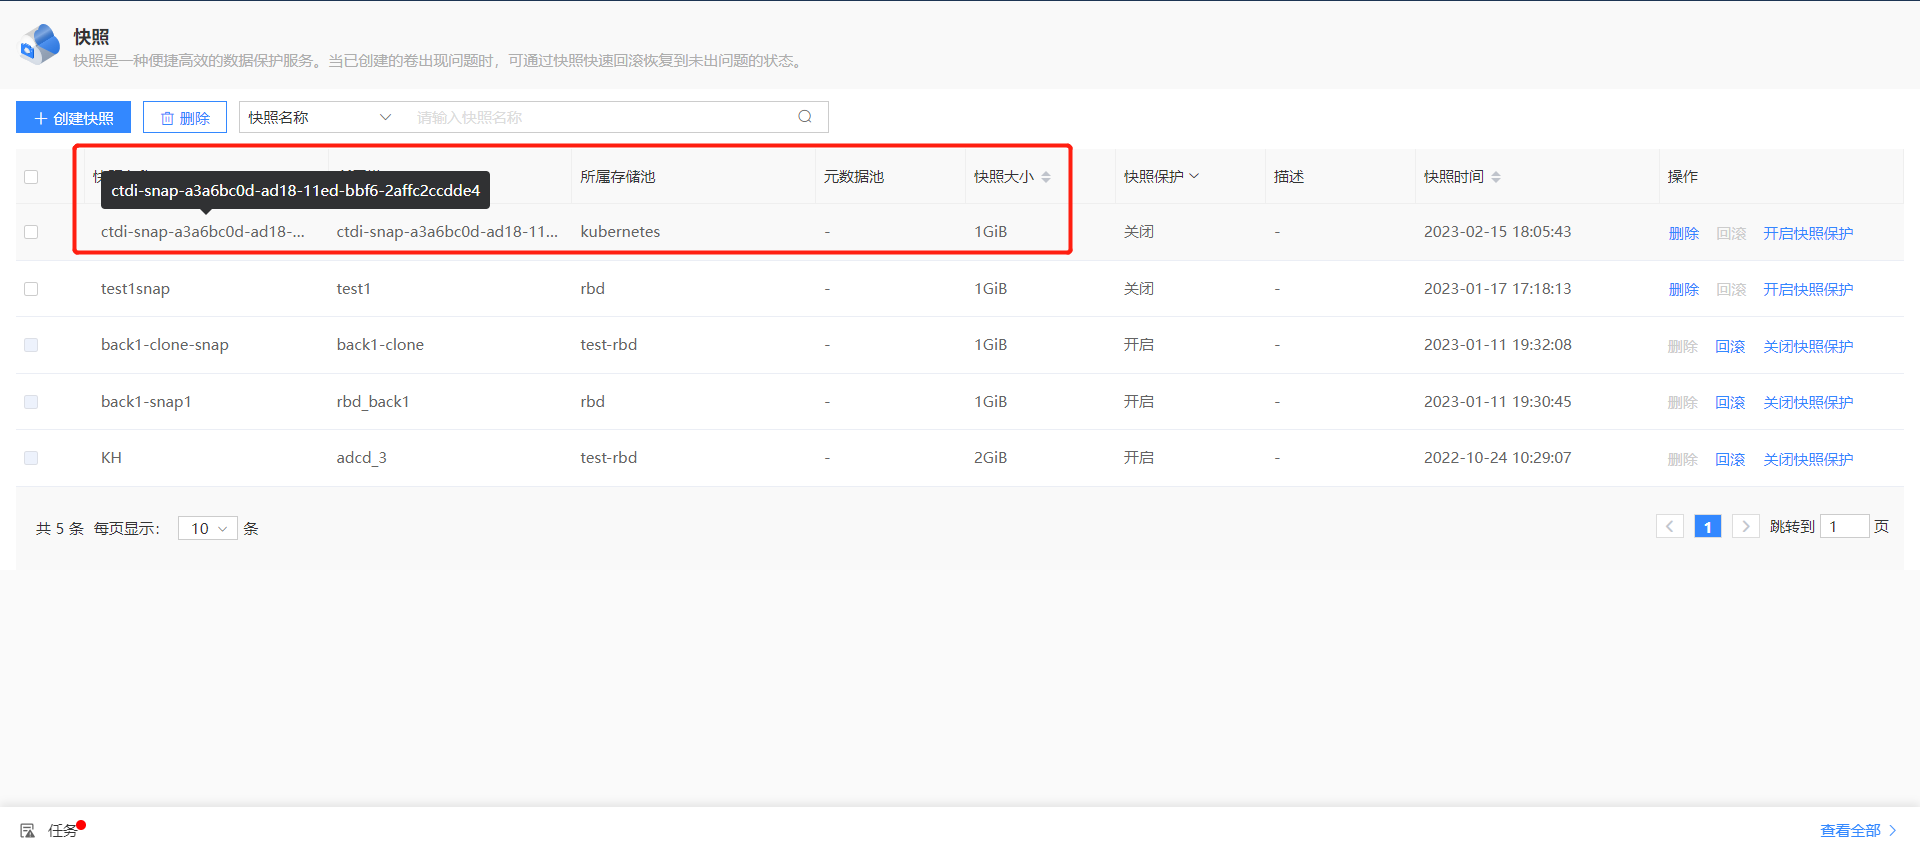 快照
快照是一种便捷高效的数据保护服务。当已创建的卷出现问题时，可通过快照快速回滚恢复到未出问题的状态。
创建快照 删除 快照名称 请输入快照名称
所属存储池 元数据池 快照大小 快照保护 描述 快照时间 操作
ctdi-snap-a3a6bc0d-ad18-11ed-bbf6-2affc2ccdde4
ctdi-snap-a3a6bc0d-ad18-... ctdi-snap-a3a6bc0d-ad18-11... kubernetes - 1GiB 关闭 - 2023-02-15 18:05:43 删除 回滚 开启快照保护
test1snap test1 rbd - 1GiB 关闭 - 2023-01-17 17:18:13 删除 回滚 开启快照保护
back1-clone-snap back1-clone test-rbd - 1GiB 开启 - 2023-01-11 19:32:08 删除 回滚 关闭快照保护
back1-snap1 rbd_back1 rbd - 1GiB 开启 - 2023-01-11 19:30:45 删除 回滚 关闭快照保护
KH adcd_3 test-rbd - 2GiB 开启 - 2022-10-24 10:29:07 删除 回滚 关闭快照保护
共 5 条 每页显示： 10 条 1 跳转到 1 页
任务 查看全部